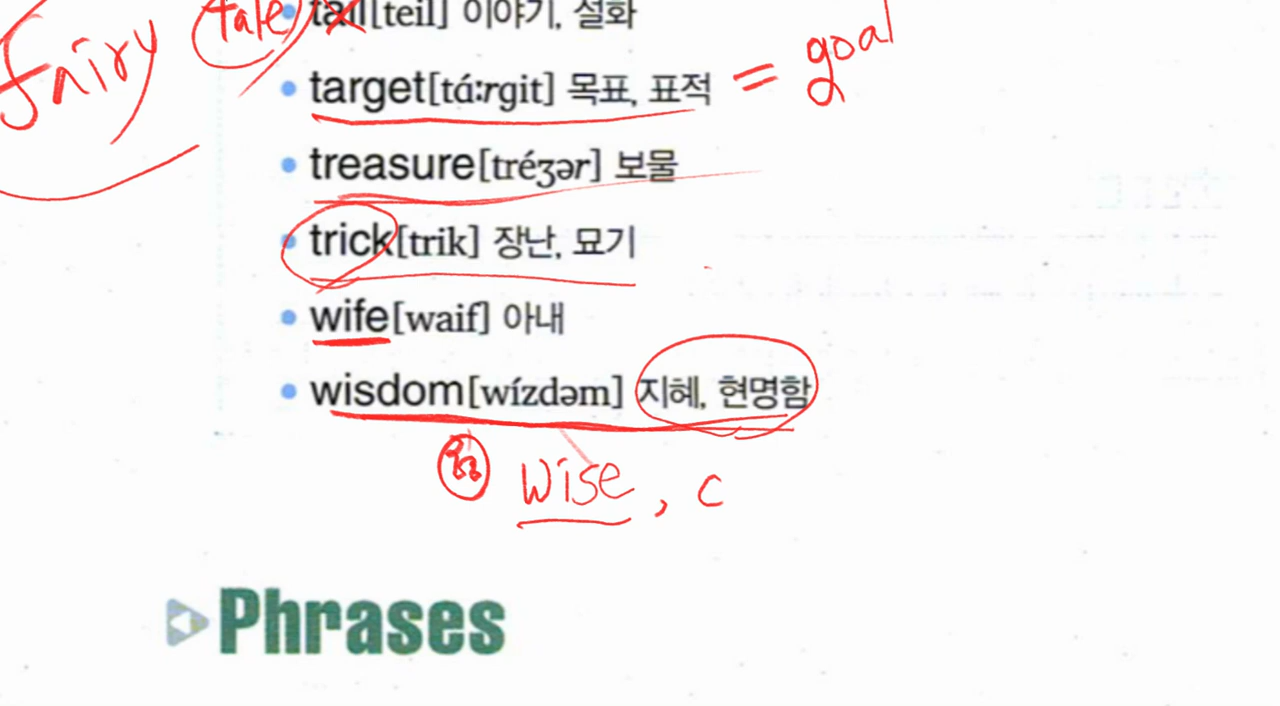 fairy tale
tail[teil] 이야기, 설화
target[tá:rgit] 목표, 표적 = goal
treasure[tréʒər] 보물
trick[trik] 장난, 묘기
wife[waif] 아내
wisdom[wízdəm] 지혜, 현명함
wise, c
Phrases